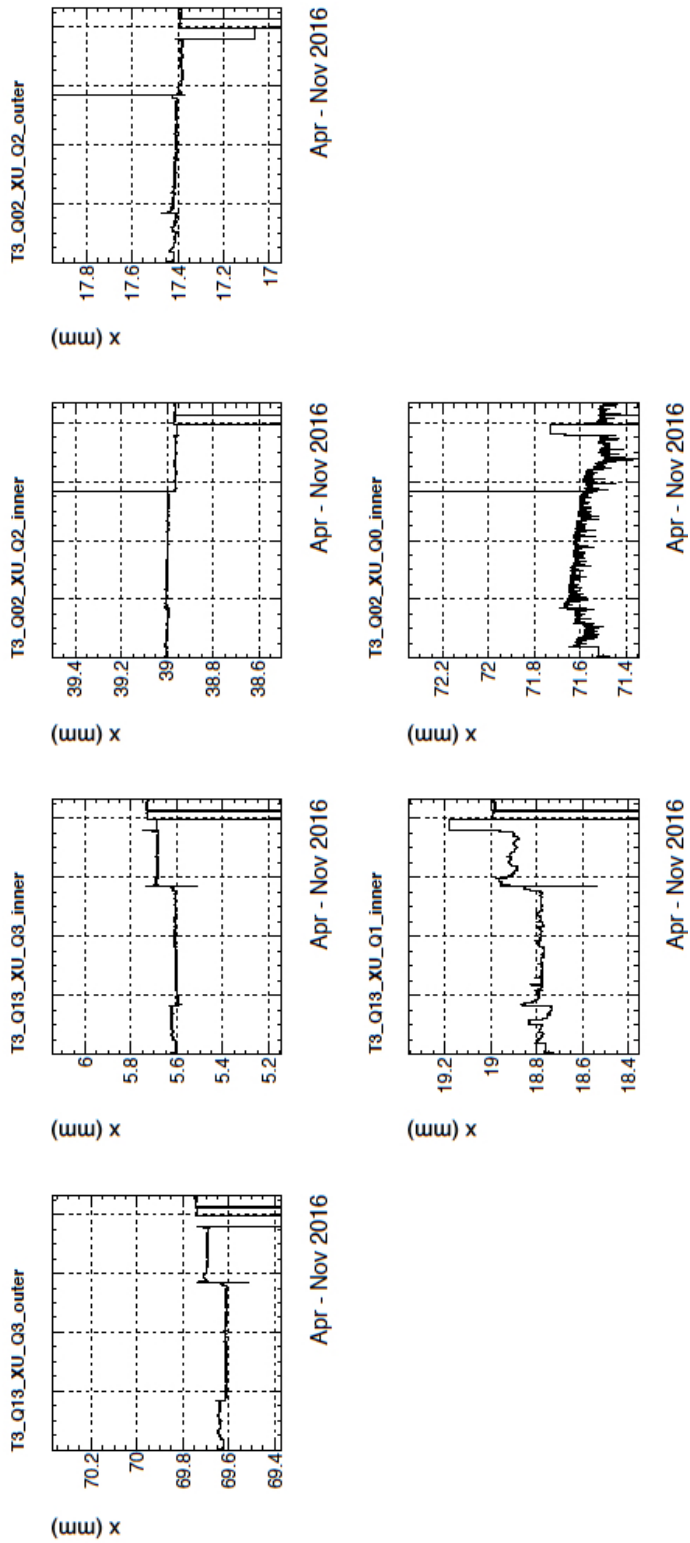 T3_Q13_XU_Q3_outer
x (mm)
70.2
70
69.8
69.6
69.4
Apr - Nov 2016
T3_Q13_XU_Q3_inner
x (mm)
6
5.8
5.6
5.4
5.2
Apr - Nov 2016
T3_Q02_XU_Q2_inner
x (mm)
39.4
39.2
39
38.8
38.6
Apr - Nov 2016
T3_Q02_XU_Q2_outer
x (mm)
17.8
17.6
17.4
17.2
17
Apr - Nov 2016
T3_Q13_XU_Q1_inner
x (mm)
19.2
19
18.8
18.6
18.4
Apr - Nov 2016
T3_Q02_XU_Q0_inner
x (mm)
72.2
72
71.8
71.6
71.4
Apr - Nov 2016